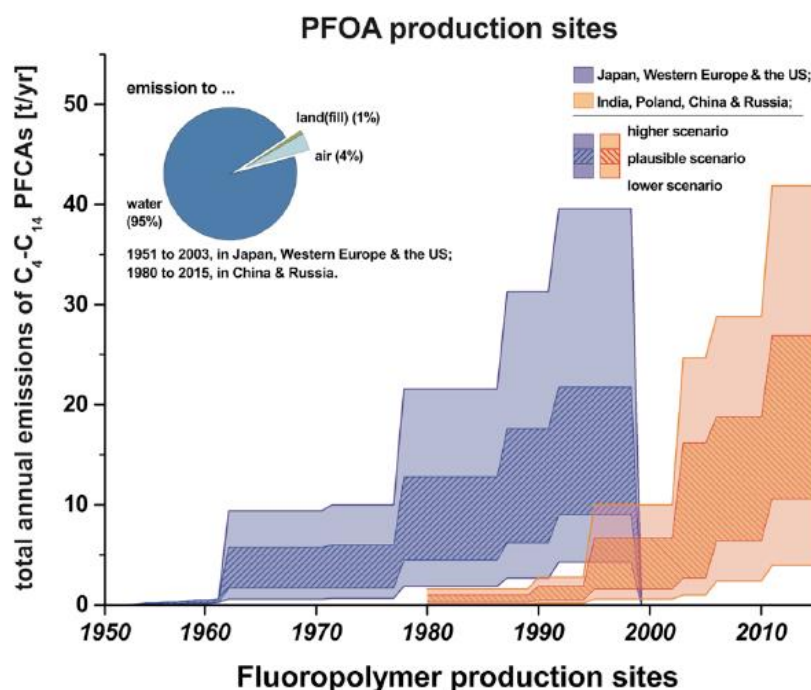 PFOA production sites
total annual emissions of C₄-C₁₄ PFCAs [t/yr]
50
40
30
20
10
0
emission to ...
land(fill) (1%)
air (4%)
water
(95%)
1951 to 2003, in Japan, Western Europe & the US;
1980 to 2015, in China & Russia.
Japan, Western Europe & the US;
India, Poland, China & Russia;
higher scenario
plausible scenario
lower scenario
1950 1960 1970 1980 1990 2000 2010
Fluoropolymer production sites